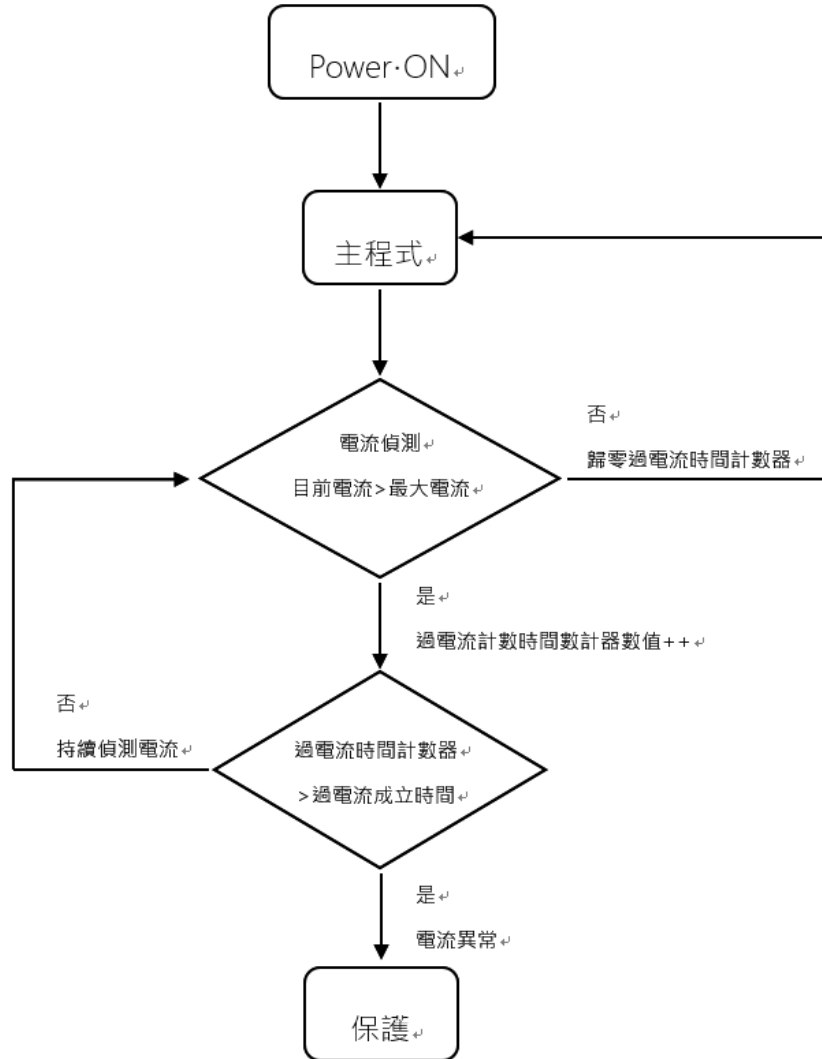 Power·ON
主程式
電流偵測
目前電流>最大電流
否
歸零過電流時間計數器
是
過電流計數時間數計器數值++
否
持續偵測電流
過電流時間計數器
>過電流成立時間
是
電流異常
保護